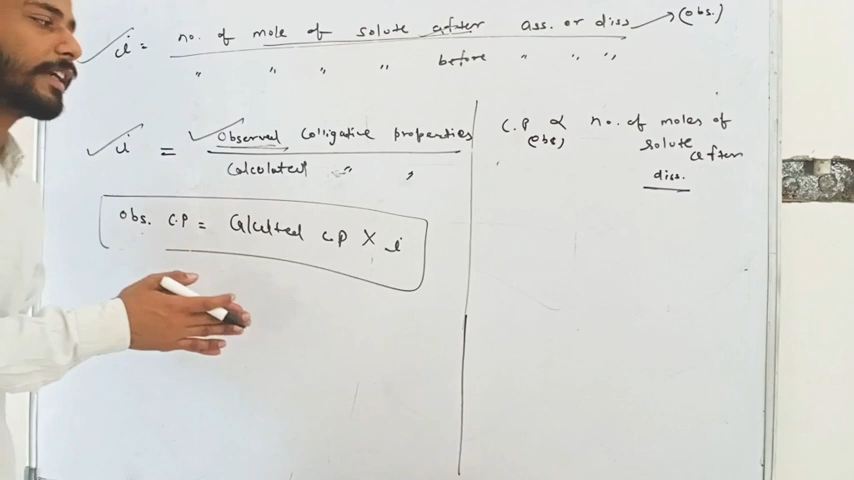 i = no. of mole of solute after ass. or diss → (obs.)
" " " " before " " "
i = Observed Colligative properties
Calculated " "
Obs. C.P = Calculted C.P X i
C.P ∝ no. of moles of
(obs) solute after
diss.